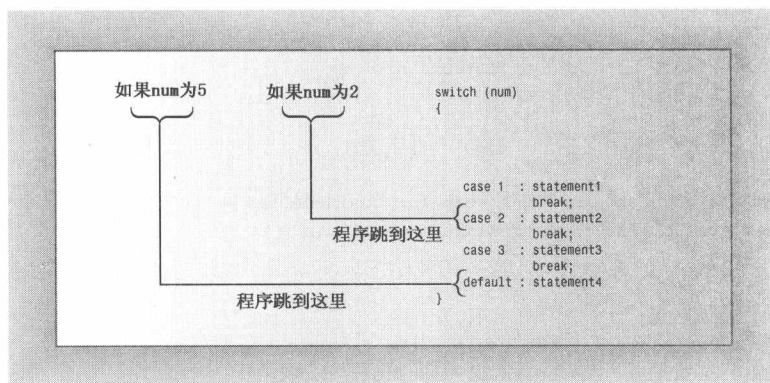 如果num为5
如果num为2
switch (num)
{
case 1 : statement1
break;
程序跳到这里
case 2 : statement2
break;
case 3 : statement3
break;
程序跳到这里
default : statement4
}